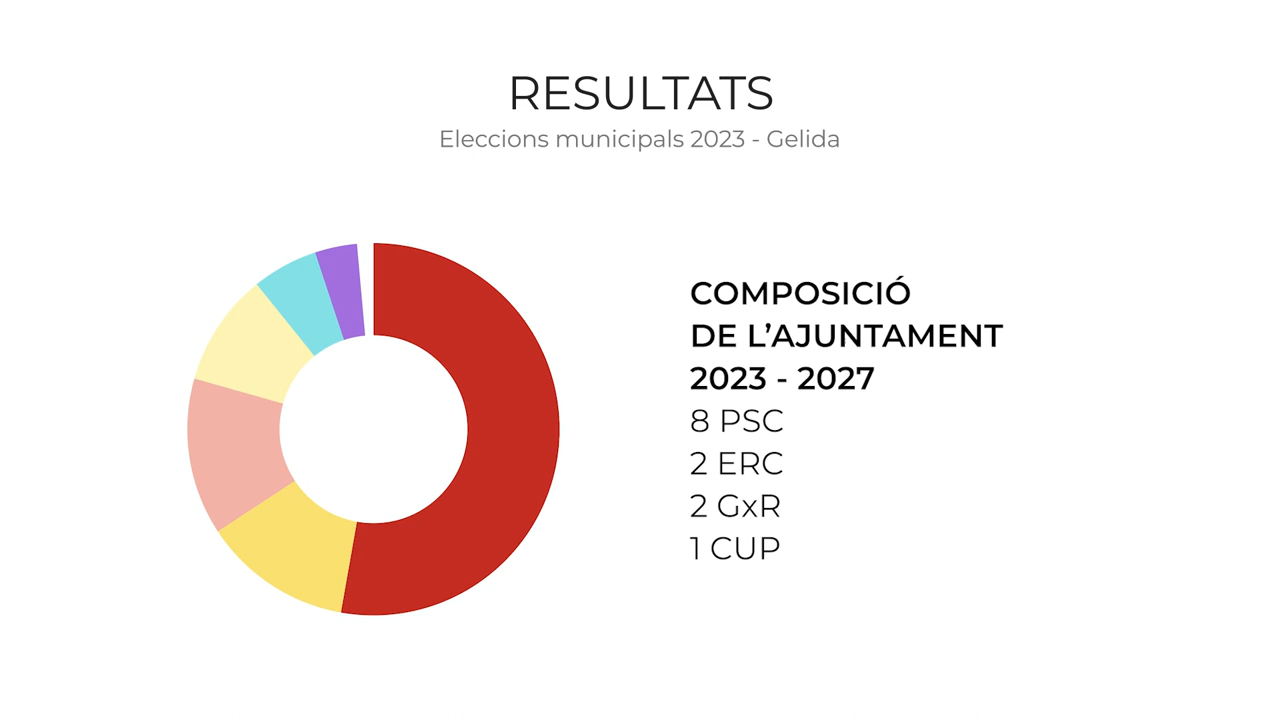 RESULTATS
Eleccions municipals 2023 - Gelida
COMPOSICIÓ
DE L’AJUNTAMENT
2023 - 2027
8 PSC
2 ERC
2 GxR
1 CUP